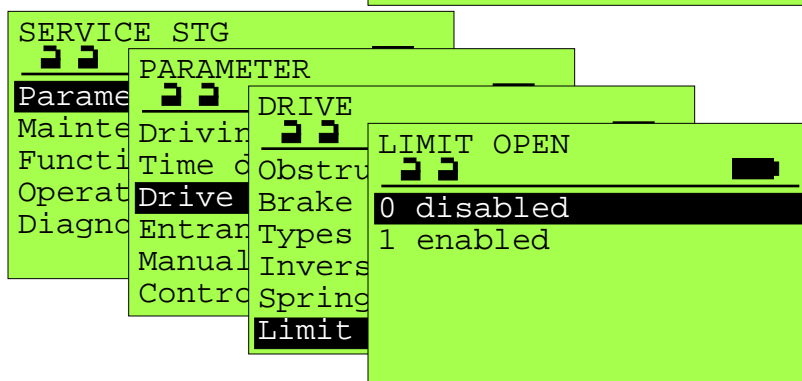 SERVICE STG
Parame
Mainte
Functi
Operat
Diagno
PARAMETER
Drivin
Time d
Drive
Entran
Manual
Contro
DRIVE
Obstru
Brake
Types
Invers
Spring
Limit
LIMIT OPEN
0 disabled
1 enabled